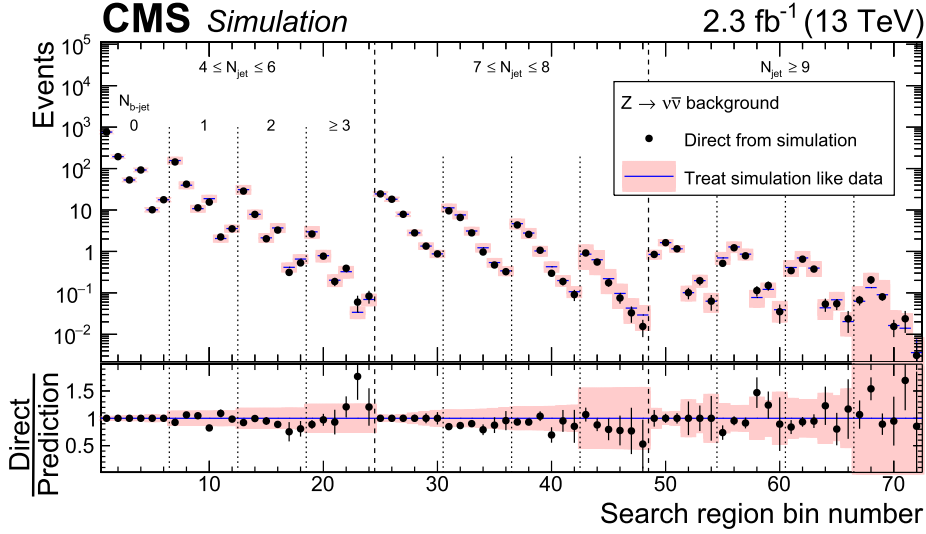 CMS Simulation 2.3 fb⁻¹ (13 TeV)
Events
10⁵
10⁴
10³
10²
10
1
10⁻¹
10⁻²
4 ≤ N_jet ≤ 6
7 ≤ N_jet ≤ 8
N_jet ≥ 9
N_b-jet
0 1 2 ≥ 3
Z → νν̅ background
Direct from simulation
Treat simulation like data
Direct
Prediction
1.5
1
0.5
10 20 30 40 50 60 70
Search region bin number